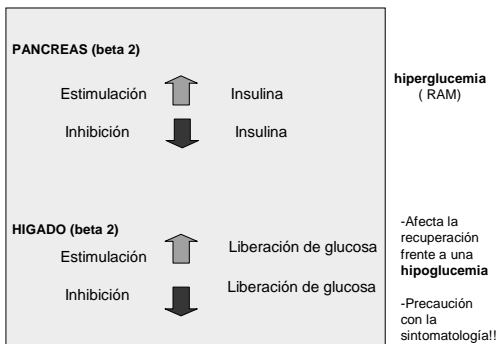 PANCREAS (beta 2)
Estimulación Insulina
Inhibición Insulina
hiperglucemia
( RAM)
HIGADO (beta 2)
Estimulación Liberación de glucosa
Inhibición Liberación de glucosa
-Afecta la
recuperación
frente a una
hipoglucemia
-Precaución
con la
sintomatología!!